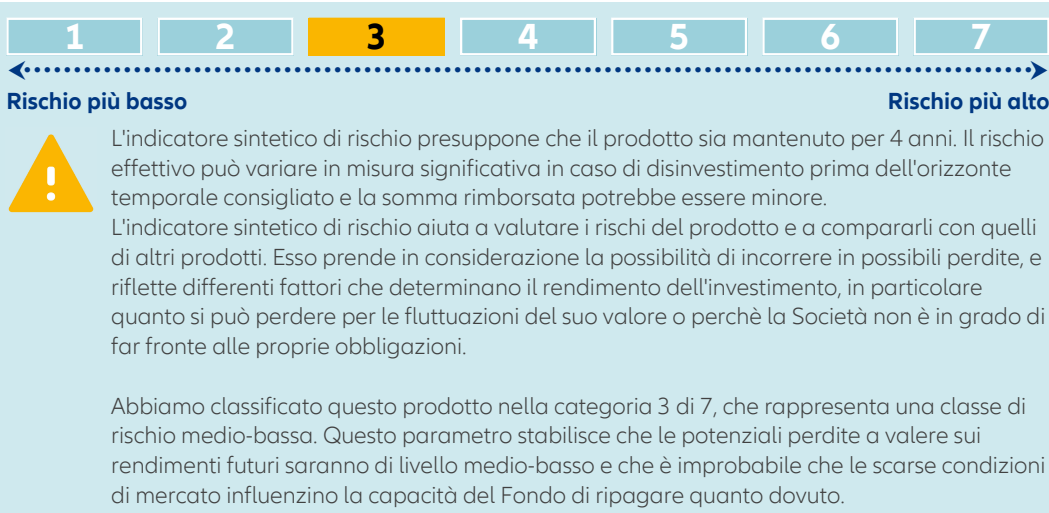 1 2 3 4 5 6 7
Rischio più basso Rischio più alto
L'indicatore sintetico di rischio presuppone che il prodotto sia mantenuto per 4 anni. Il rischio
effettivo può variare in misura significativa in caso di disinvestimento prima dell'orizzonte
temporale consigliato e la somma rimborsata potrebbe essere minore.
L'indicatore sintetico di rischio aiuta a valutare i rischi del prodotto e a compararli con quelli
di altri prodotti. Esso prende in considerazione la possibilità di incorrere in possibili perdite, e
riflette differenti fattori che determinano il rendimento dell'investimento, in particolare
quanto si può perdere per le fluttuazioni del suo valore o perchè la Società non è in grado di
far fronte alle proprie obbligazioni.
Abbiamo classificato questo prodotto nella categoria 3 di 7, che rappresenta una classe di
rischio medio-bassa. Questo parametro stabilisce che le potenziali perdite a valere sui
rendimenti futuri saranno di livello medio-basso e che è improbabile che le scarse condizioni
di mercato influenzino la capacità del Fondo di ripagare quanto dovuto.